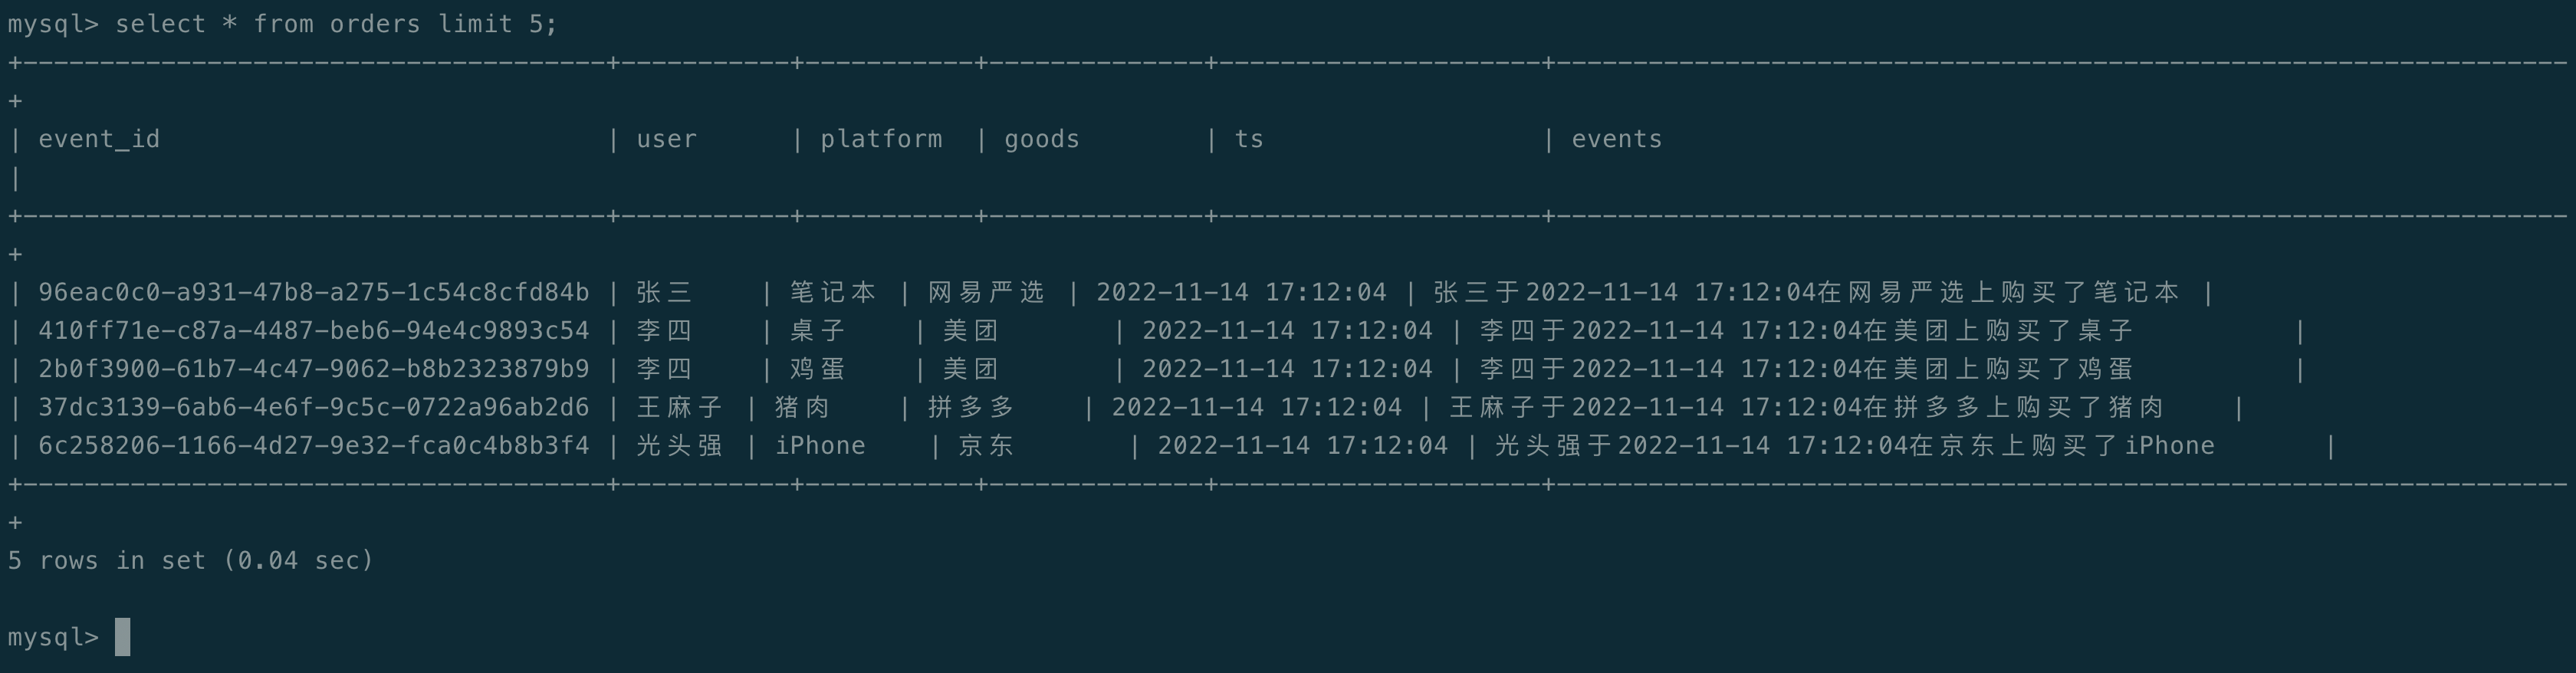 mysql> select * from orders limit 5;
+--------------------------------------+-----------+-----------+--------------+---------------------+------------------------------------------------------------------
+
| event_id                             | user      | platform  | goods        | ts                  | events
|
+--------------------------------------+-----------+-----------+--------------+---------------------+------------------------------------------------------------------
+
| 96eac0c0-a931-47b8-a275-1c54c8cfd84b | 张三    | 笔记本 | 网易严选 | 2022-11-14 17:12:04 | 张三于2022-11-14 17:12:04在网易严选上购买了笔记本 |
| 410ff71e-c87a-4487-beb6-94e4c9893c54 | 李四    | 桌子    | 美团       | 2022-11-14 17:12:04 | 李四于2022-11-14 17:12:04在美团上购买了桌子          |
| 2b0f3900-61b7-4c47-9062-b8b2323879b9 | 李四    | 鸡蛋    | 美团       | 2022-11-14 17:12:04 | 李四于2022-11-14 17:12:04在美团上购买了鸡蛋          |
| 37dc3139-6ab6-4e6f-9c5c-0722a96ab2d6 | 王麻子 | 猪肉    | 拼多多    | 2022-11-14 17:12:04 | 王麻子于2022-11-14 17:12:04在拼多多上购买了猪肉    |
| 6c258206-1166-4d27-9e32-fca0c4b8b3f4 | 光头强 | iPhone    | 京东       | 2022-11-14 17:12:04 | 光头强于2022-11-14 17:12:04在京东上购买了iPhone       |
+--------------------------------------+-----------+-----------+--------------+---------------------+------------------------------------------------------------------
+
5 rows in set (0.04 sec)
mysql>